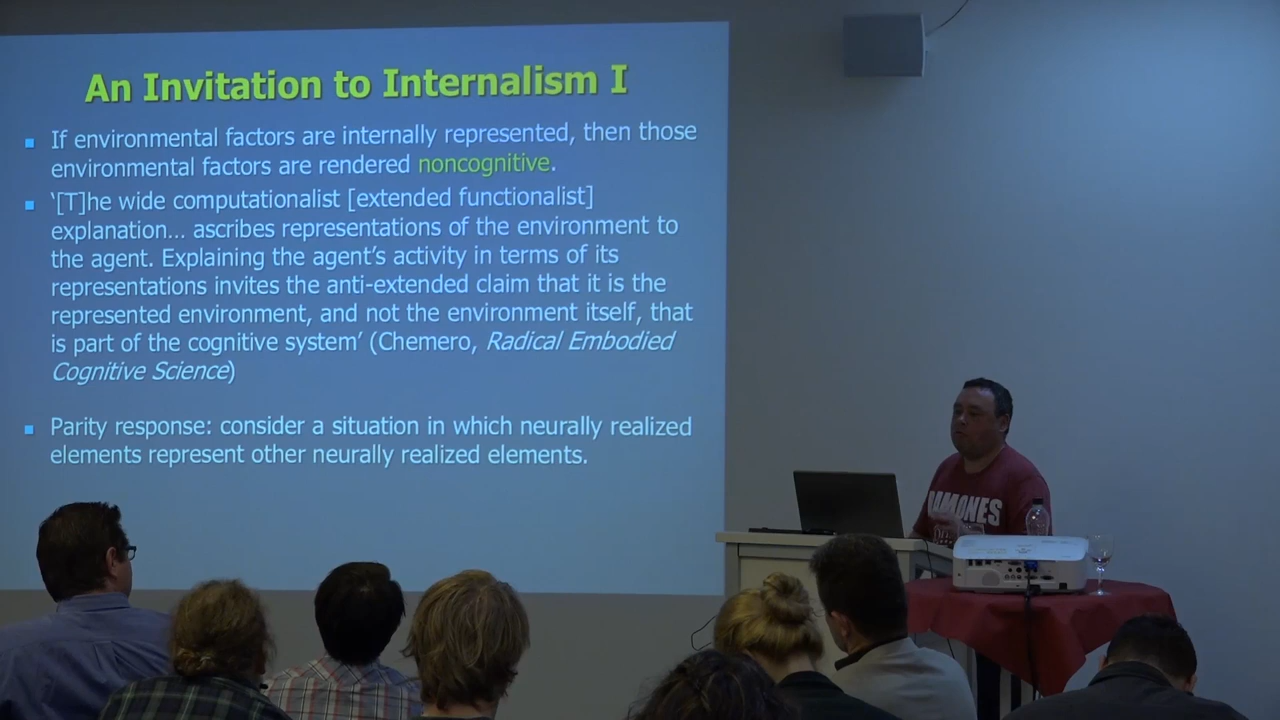 An Invitation to Internalism I
If environmental factors are internally represented, then those
environmental factors are rendered noncognitive.
‘[T]he wide computationalist [extended functionalist]
explanation... ascribes representations of the environment to
the agent. Explaining the agent’s activity in terms of its
representations invites the anti-extended claim that it is the
represented environment, and not the environment itself, that
is part of the cognitive system’ (Chemero, Radical Embodied
Cognitive Science)
Parity response: consider a situation in which neurally realized
elements represent other neurally realized elements.
RAMONES